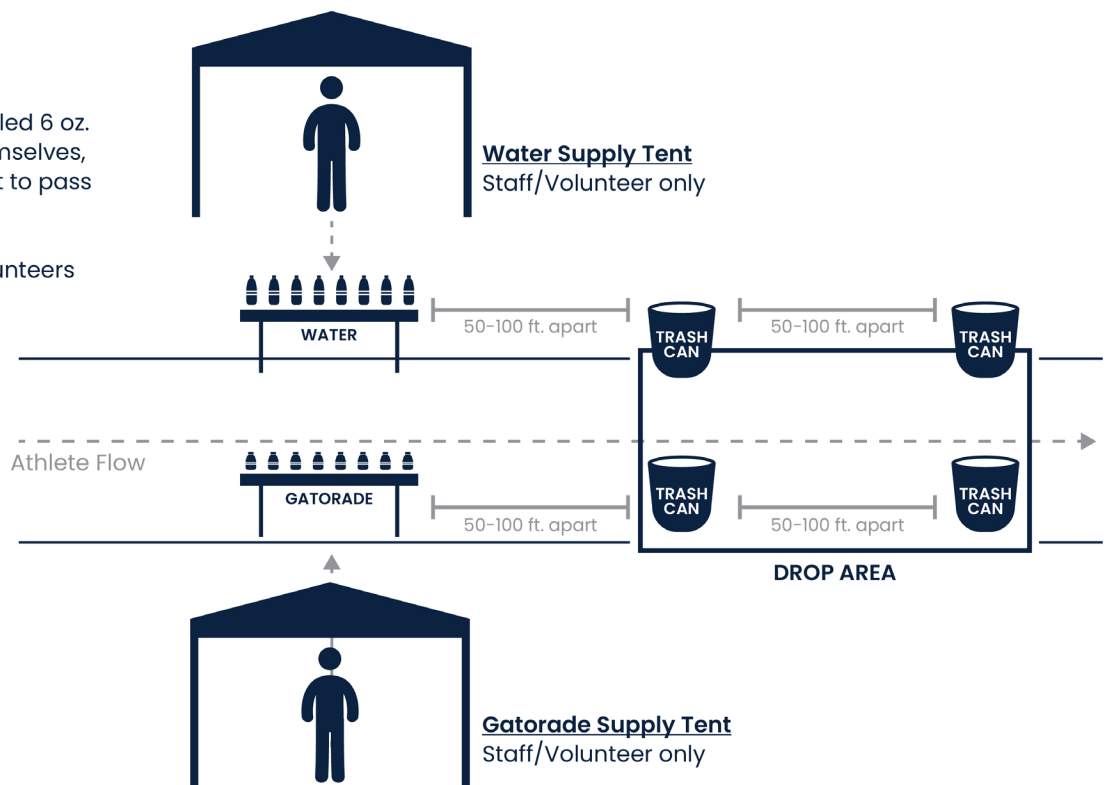 led 6 oz.
mselves,
t to pass
unteers
Water Supply Tent
Staff/Volunteer only
WATER
50-100 ft. apart
TRASH
CAN
50-100 ft. apart
TRASH
CAN
Athlete Flow
GATORADE
50-100 ft. apart
TRASH
CAN
50-100 ft. apart
TRASH
CAN
DROP AREA
Gatorade Supply Tent
Staff/Volunteer only